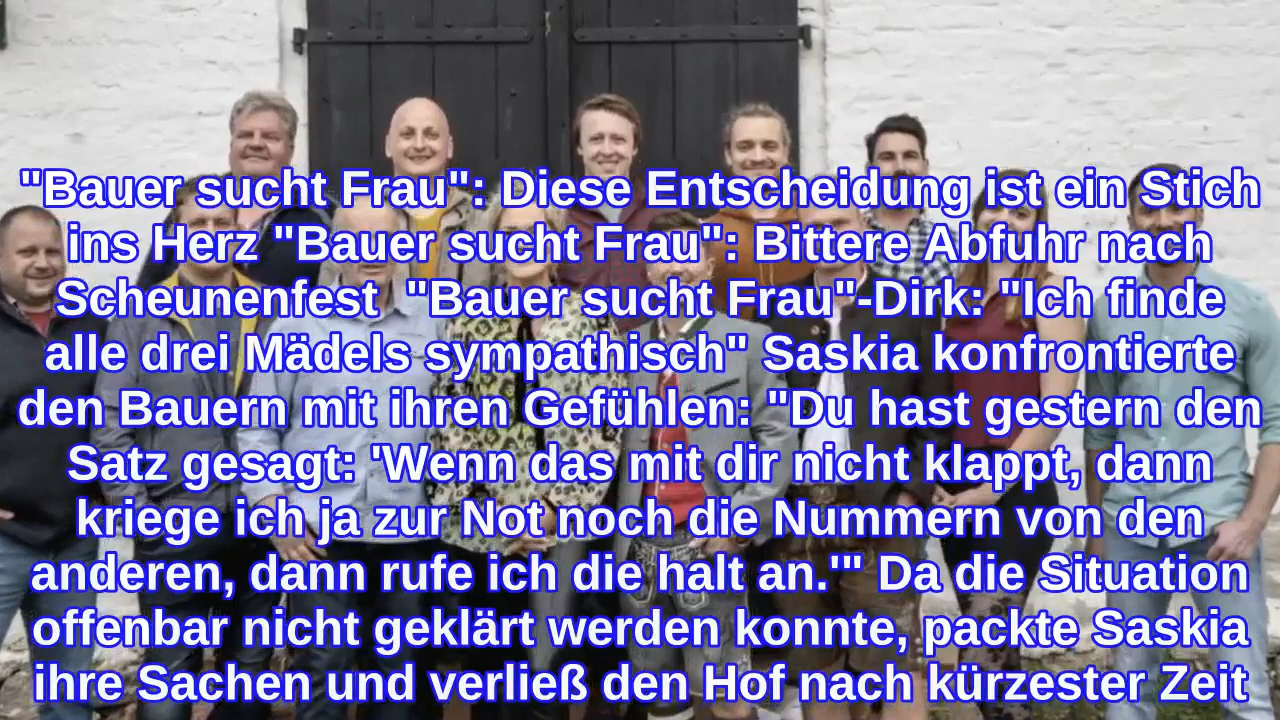 "Bauer sucht Frau": Diese Entscheidung ist ein Stich
ins Herz "Bauer sucht Frau": Bittere Abfuhr nach
Scheunenfest  "Bauer sucht Frau"-Dirk: "Ich finde
alle drei Mädels sympathisch" Saskia konfrontierte
den Bauern mit ihren Gefühlen: "Du hast gestern den
Satz gesagt: 'Wenn das mit dir nicht klappt, dann
kriege ich ja zur Not noch die Nummern von den
anderen, dann rufe ich die halt an.'" Da die Situation
offenbar nicht geklärt werden konnte, packte Saskia
ihre Sachen und verließ den Hof nach kürzester Zeit